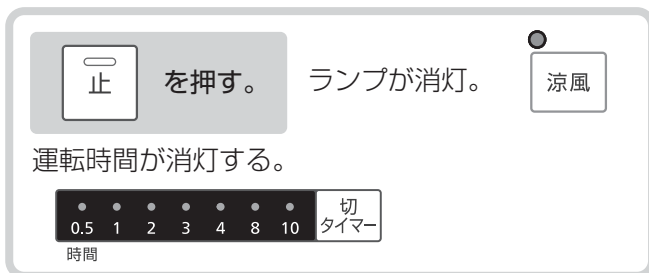 止 を押す。 ランプが消灯。 涼風
運転時間が消灯する。
0.5 1 2 3 4 8 10 切
タイマー
時間